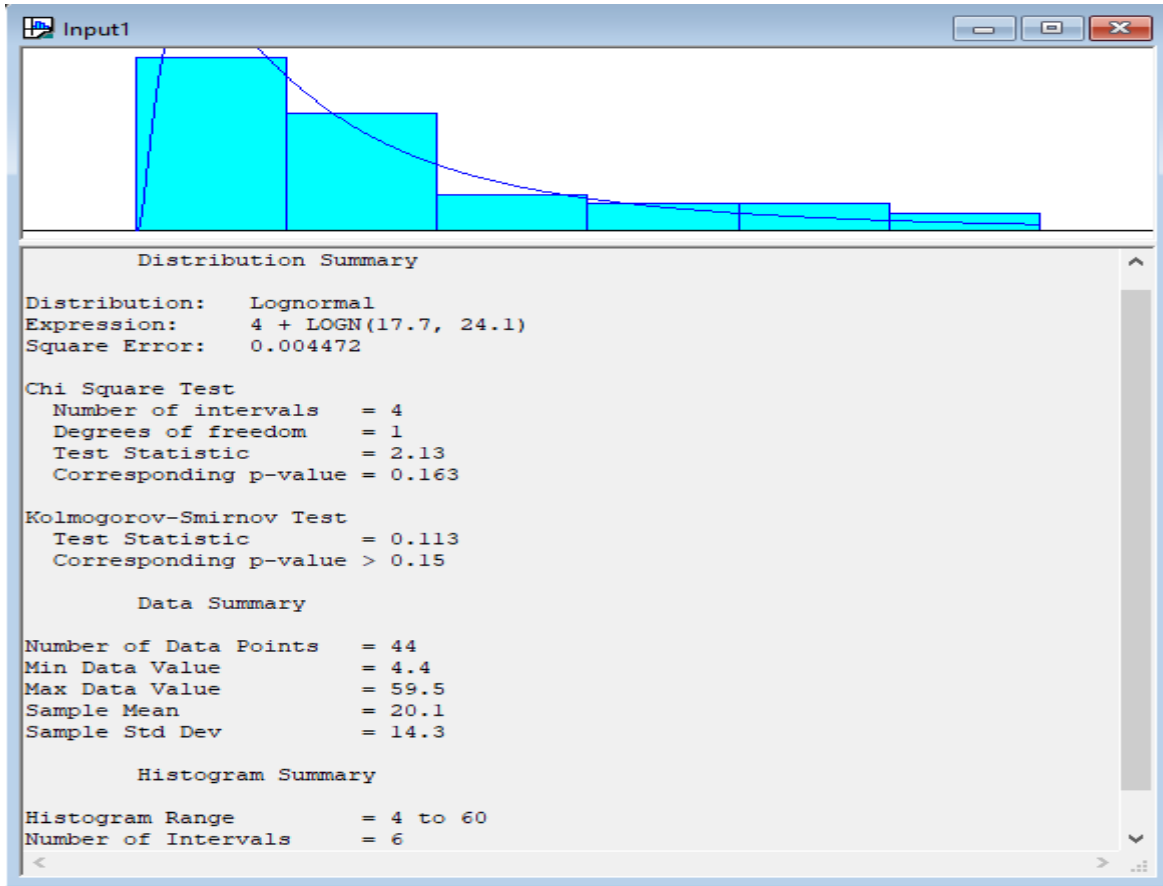 Input1
Distribution Summary
Distribution: Lognormal
Expression: 4 + LOGN(17.7, 24.1)
Square Error: 0.004472
Chi Square Test
Number of intervals = 4
Degrees of freedom = 1
Test Statistic = 2.13
Corresponding p-value = 0.163
Kolmogorov-Smirnov Test
Test Statistic = 0.113
Corresponding p-value > 0.15
Data Summary
Number of Data Points = 44
Min Data Value = 4.4
Max Data Value = 59.5
Sample Mean = 20.1
Sample Std Dev = 14.3
Histogram Summary
Histogram Range = 4 to 60
Number of Intervals = 6